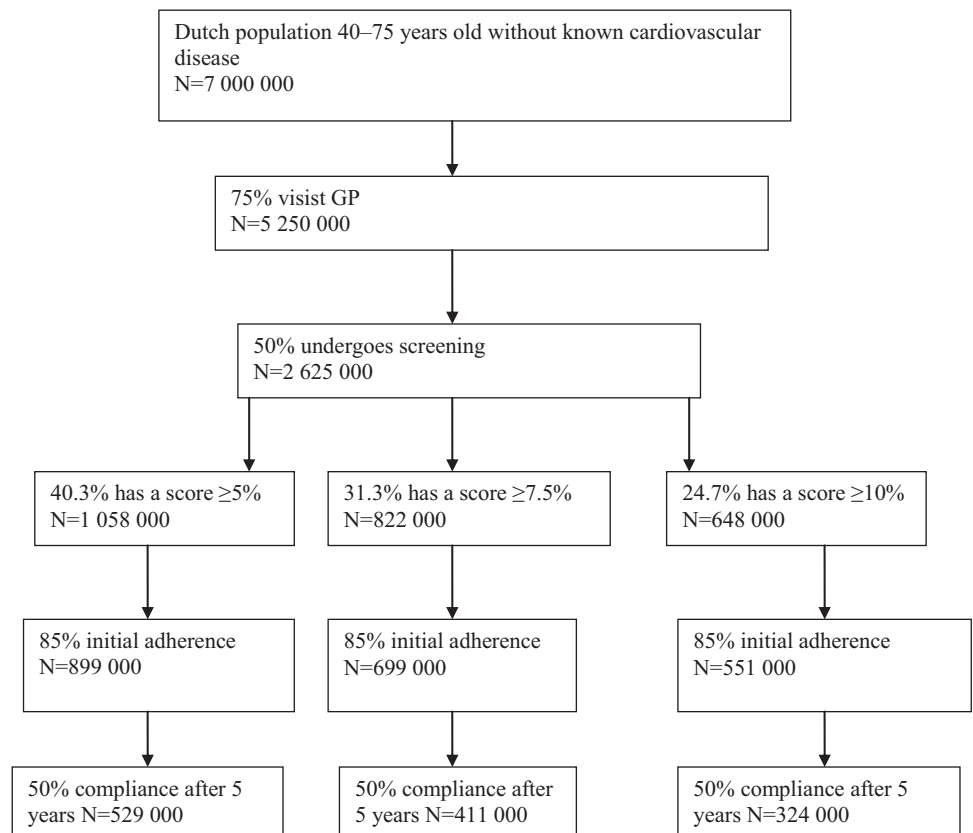 Dutch population 40–75 years old without known cardiovascular
disease
N=7 000 000
75% visist GP
N=5 250 000
50% undergoes screening
N=2 625 000
40.3% has a score ≥5%
N=1 058 000
31.3% has a score ≥7.5%
N=822 000
24.7% has a score ≥10%
N=648 000
85% initial adherence
N=899 000
85% initial adherence
N=699 000
85% initial adherence
N=551 000
50% compliance after 5
years N=529 000
50% compliance after
5 years N=411 000
50% compliance after 5
years N=324 000